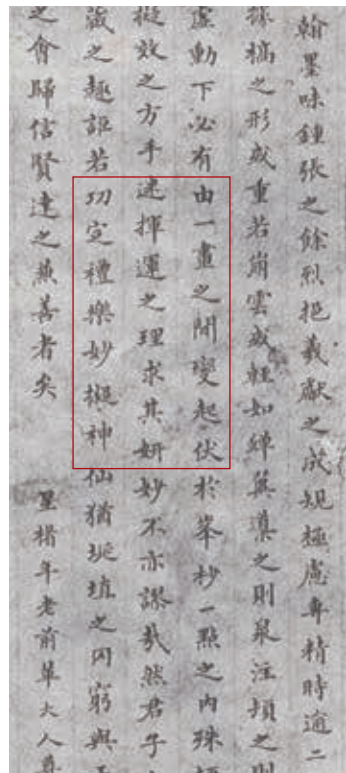 翰墨味鍾張之餘烈挹羲獻之成規極慮專精時逾二
槁之形或重若崩雲或輕如蟬翼導之則泉注頓之則
虛動下必有由一畫之間變起伏於峯杪一點之內殊
擬效之方手迷揮運之理求其妍妙不亦謬哉然君子
箴之趣詎若功定禮樂妙擬神仙猶埏埴之罔窮與
之會歸信賢達之兼善者矣
楷年老前輩大人尊